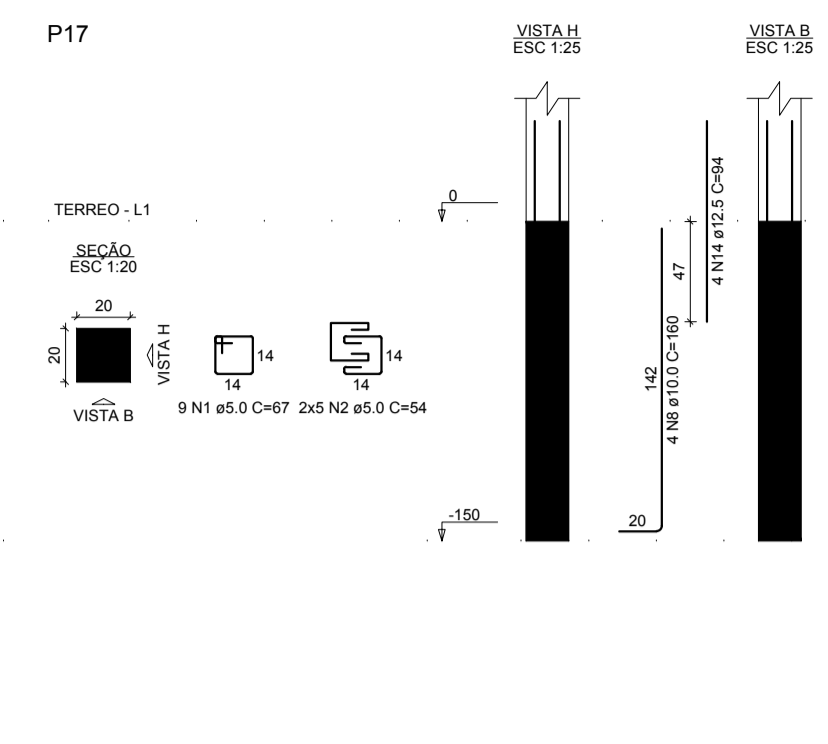 P17
VISTA H
ESC 1:25
VISTA B
ESC 1:25
TERREO - L1
0
SEÇÃO
ESC 1:20
20
20
VISTA H
VISTA B
14
14
9 N1 ø5.0 C=67
14
14
2x5 N2 ø5.0 C=54
-150
142
4 N8 ø10.0 C=160
20
47
4 N14 ø12.5 C=94